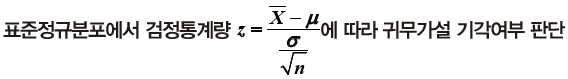 표준정규분포에서 검정통계량 z = (X̄ − μ) / (σ / √n) 에 따라 귀무가설 기각여부 판단